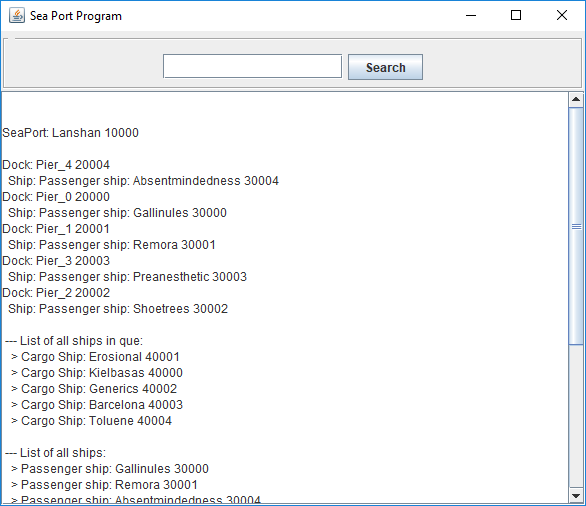 Sea Port Program
Search
SeaPort: Lanshan 10000
Dock: Pier_4 20004
Ship: Passenger ship: Absentmindedness 30004
Dock: Pier_0 20000
Ship: Passenger ship: Gallinules 30000
Dock: Pier_1 20001
Ship: Passenger ship: Remora 30001
Dock: Pier_3 20003
Ship: Passenger ship: Preanesthetic 30003
Dock: Pier_2 20002
Ship: Passenger ship: Shoetrees 30002
--- List of all ships in que:
> Cargo Ship: Erosional 40001
> Cargo Ship: Kielbasas 40000
> Cargo Ship: Generics 40002
> Cargo Ship: Barcelona 40003
> Cargo Ship: Toluene 40004
--- List of all ships:
> Passenger ship: Gallinules 30000
> Passenger ship: Remora 30001
> Passenger ship: Absentmindedness 30004